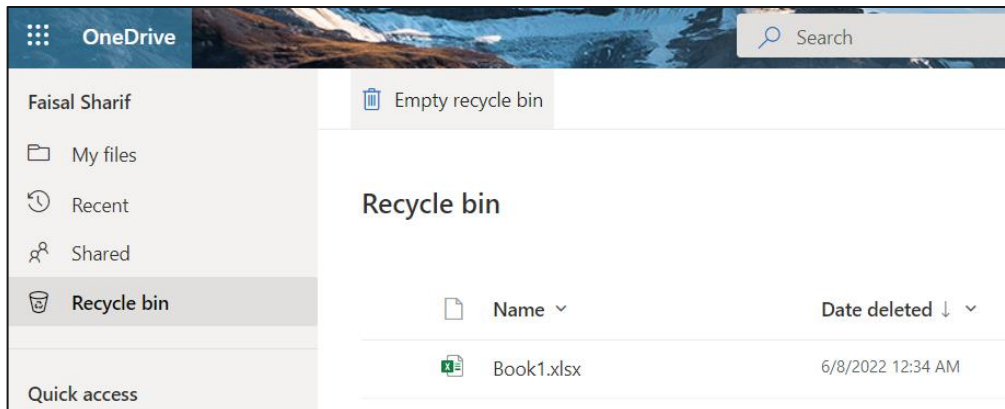 OneDrive
Search
Faisal Sharif
My files
Recent
Shared
Recycle bin
Quick access
Empty recycle bin
Recycle bin
Name
Date deleted ↓
Book1.xlsx
6/8/2022 12:34 AM